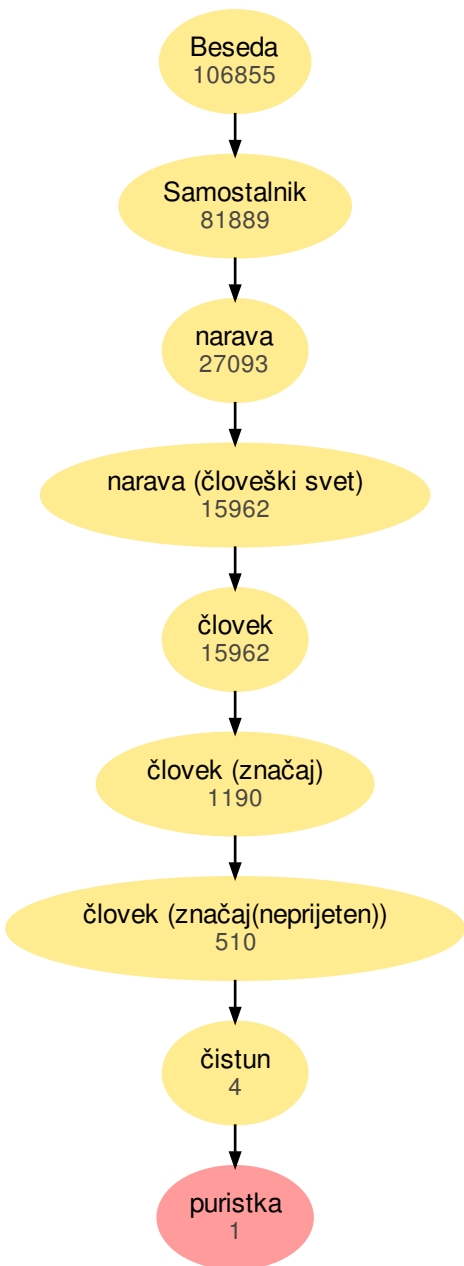 Beseda
106855
Samostalnik
81889
narava
27093
narava (človeški svet)
15962
človek
15962
človek (značaj)
1190
človek (značaj(neprijeten))
510
čistun
4
puristka
1